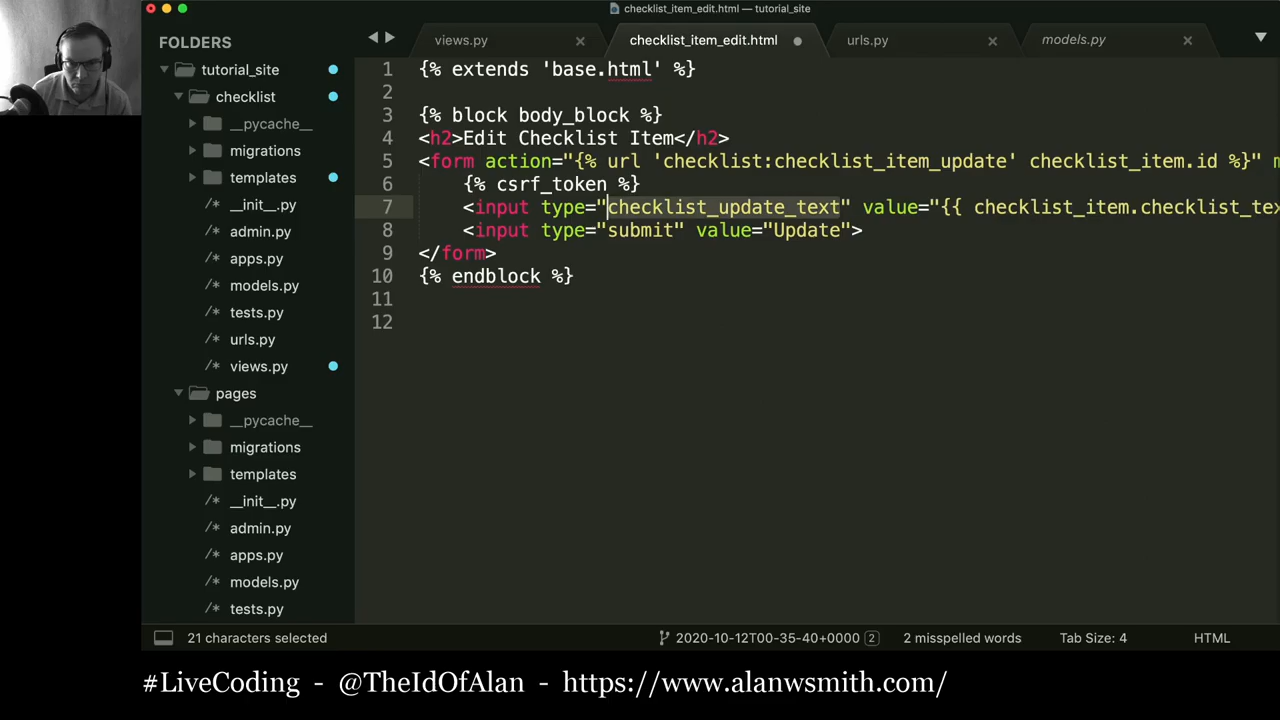 checklist_item_edit.html — tutorial_site
FOLDERS
tutorial_site
checklist
__pycache__
migrations
templates
__init__.py
admin.py
apps.py
models.py
tests.py
urls.py
views.py
pages
__pycache__
migrations
templates
__init__.py
admin.py
apps.py
models.py
tests.py
views.py
checklist_item_edit.html
urls.py
models.py
1 {% extends 'base.html' %}
2
3 {% block body_block %}
4 <h2>Edit Checklist Item</h2>
5 <form action="{% url 'checklist:checklist_item_update' checklist_item.id %}" m
6 {% csrf_token %}
7 <input type="checklist_update_text" value="{{ checklist_item.checklist_tex
8 <input type="submit" value="Update">
9 </form>
10 {% endblock %}
11
12
21 characters selected
2020-10-12T00-35-40+0000 2
2 misspelled words
Tab Size: 4
HTML
#LiveCoding - @TheIdOfAlan - https://www.alanwsmith.com/